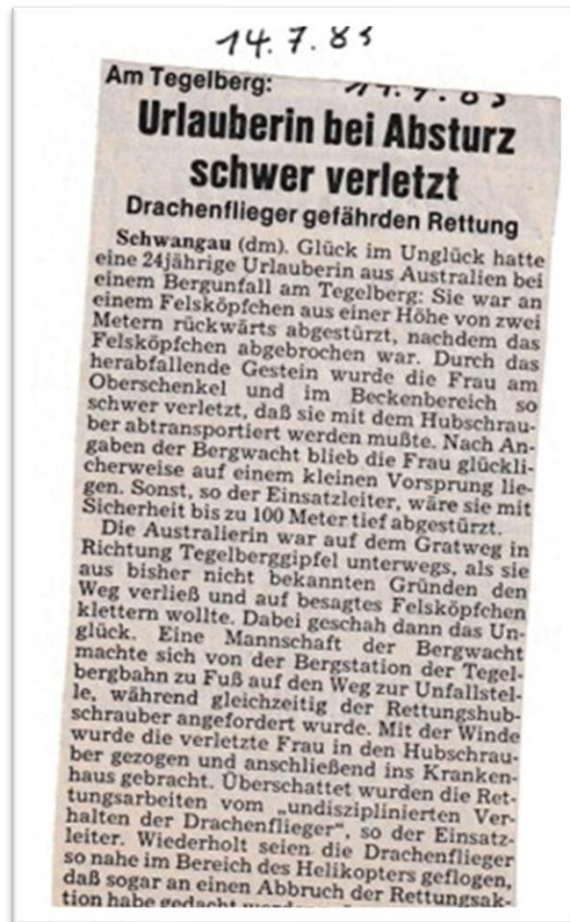 14.7.89
Am Tegelberg:
Urlauberin bei Absturz
schwer verletzt
Drachenflieger gefährden Rettung
Schwangau (dm). Glück im Unglück hatte
eine 24jährige Urlauberin aus Australien bei
einem Bergunfall am Tegelberg: Sie war an
einem Felsköpfchen aus einer Höhe von zwei
Metern rückwärts abgestürzt, nachdem das
Felsköpfchen abgebrochen war. Durch das
herabfallende Gestein wurde die Frau am
Oberschenkel und im Beckenbereich so
schwer verletzt, daß sie mit dem Hubschrau-
ber abtransportiert werden mußte. Nach An-
gaben der Bergwacht blieb die Frau glückli-
cherweise auf einem kleinen Vorsprung lie-
gen. Sonst, so der Einsatzleiter, wäre sie mit
Sicherheit bis zu 100 Meter tief abgestürzt.
Die Australierin war auf dem Gratweg in
Richtung Tegelberggipfel unterwegs, als sie
aus bisher nicht bekannten Gründen den
Weg verließ und auf besagtes Felsköpfchen
klettern wollte. Dabei geschah dann das Un-
glück. Eine Mannschaft der Bergwacht
machte sich von der Bergstation der Tegel-
bergbahn zu Fuß auf den Weg zur Unfallstel-
le, während gleichzeitig der Rettungshub-
schrauber angefordert wurde. Mit der Winde
wurde die verletzte Frau in den Hubschrau-
ber gezogen und anschließend ins Kranken-
haus gebracht. Überschattet wurden die Ret-
tungsarbeiten vom „undisziplinierten Ver-
halten der Drachenflieger“, so der Einsatz-
leiter. Wiederholt seien die Drachenflieger
so nahe im Bereich des Helikopters geflogen,
daß sogar an einen Abbruch der Rettungsak-
tion habe gedacht